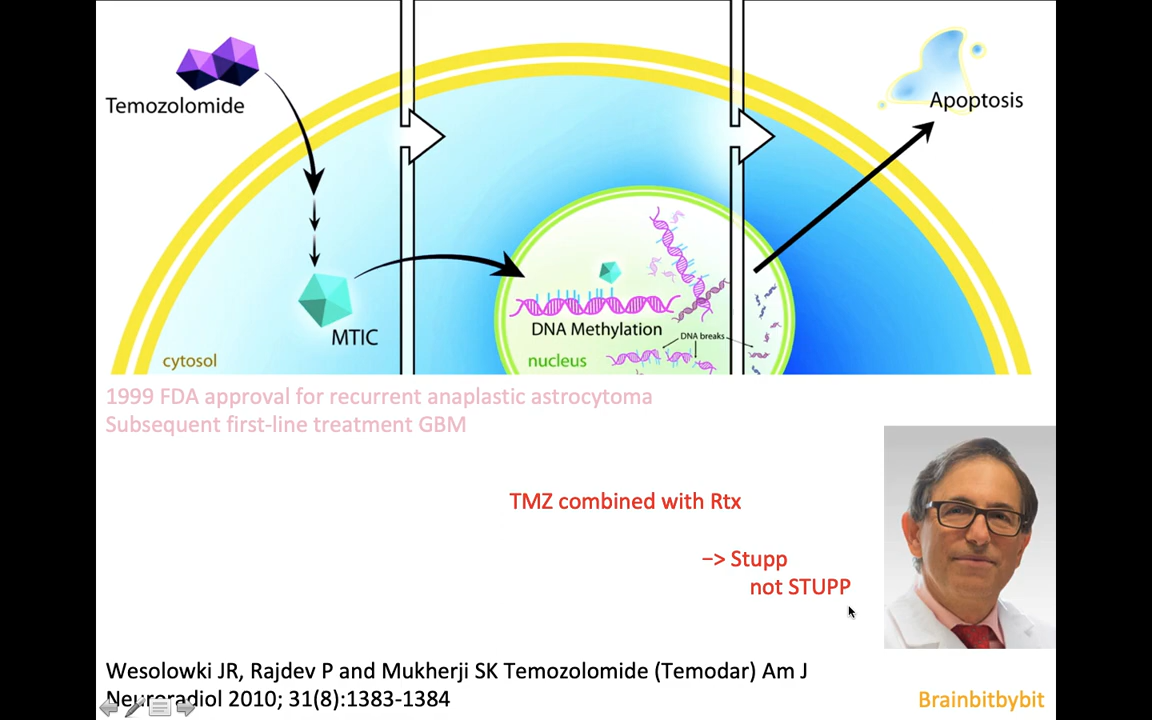 Temozolomide
Apoptosis
MTIC
DNA Methylation
DNA breaks
cytosol
nucleus
1999 FDA approval for recurrent anaplastic astrocytoma
Subsequent first-line treatment GBM
TMZ combined with Rtx
–> Stupp
not STUPP
Wesolowki JR, Rajdev P and Mukherji SK Temozolomide (Temodar) Am J
Neuroradiol 2010; 31(8):1383-1384
Brainbitbybit